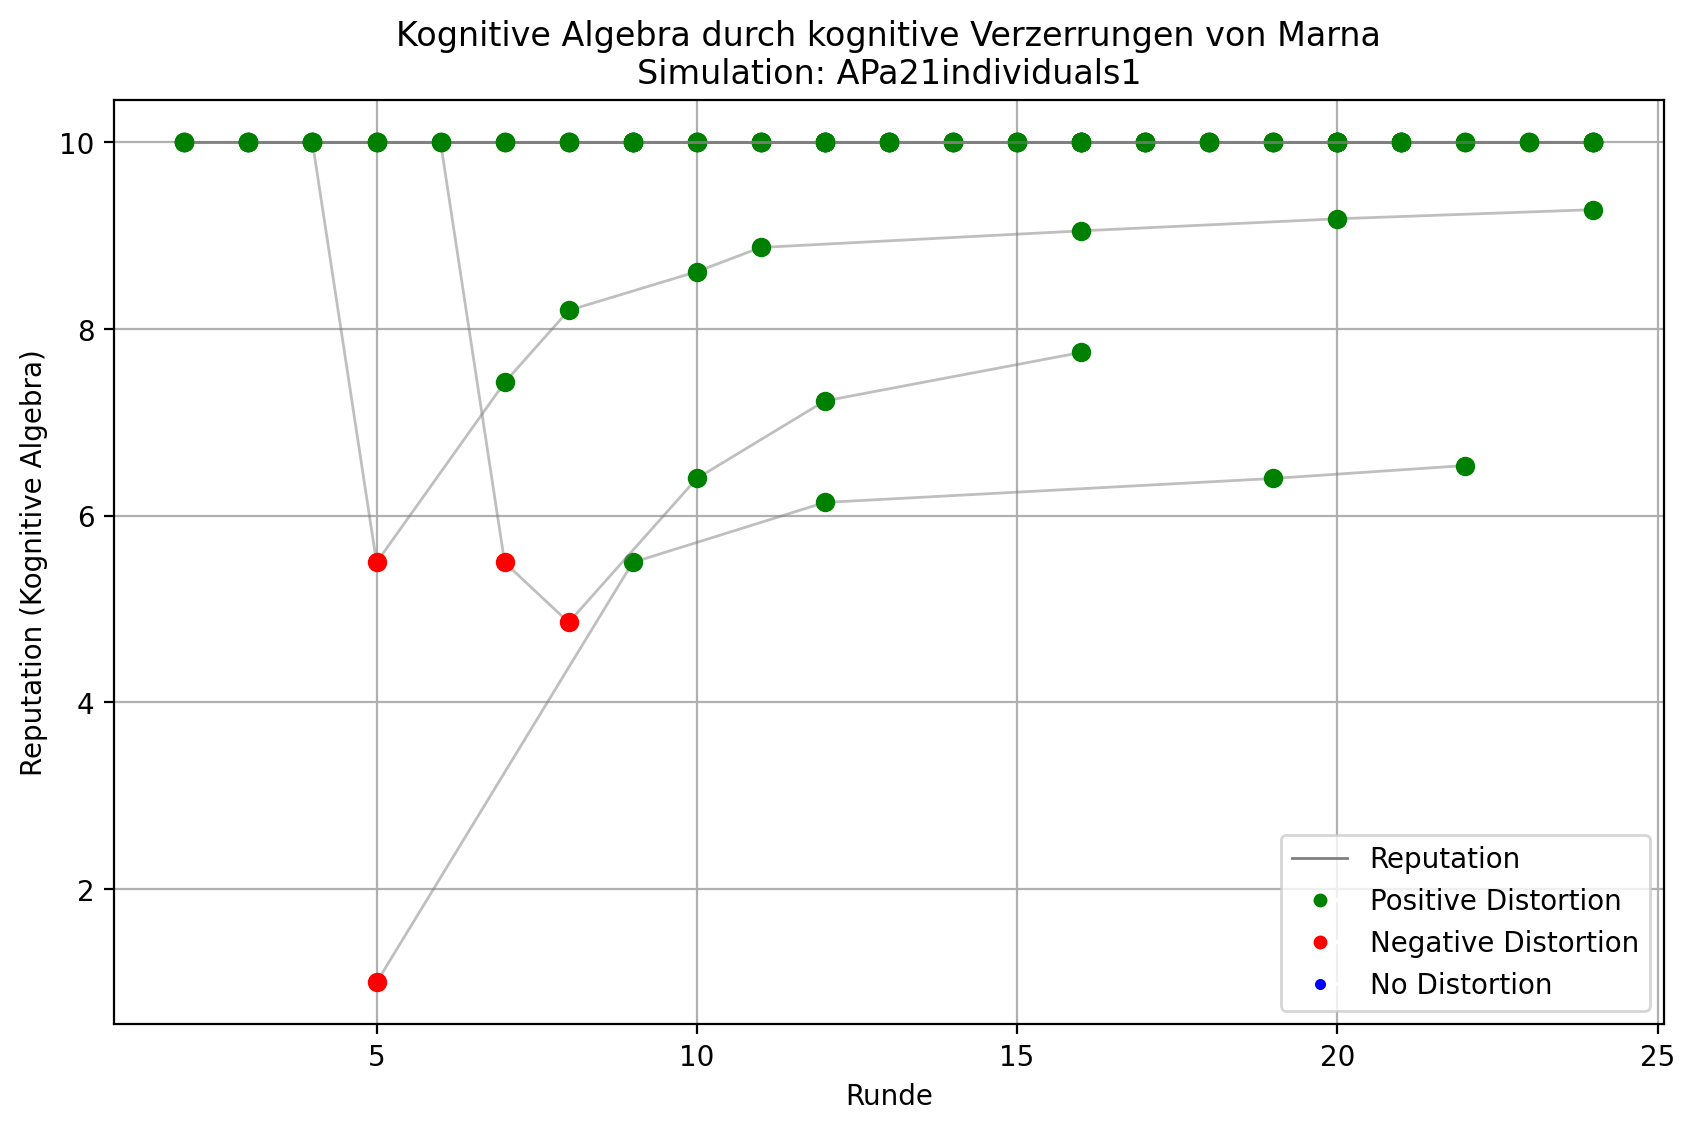 Kognitive Algebra durch kognitive Verzerrungen von Marna
Simulation: APa21individuals1
Reputation (Kognitive Algebra)
10
8
6
4
2
5
10
15
20
25
Runde
Reputation
Positive Distortion
Negative Distortion
No Distortion